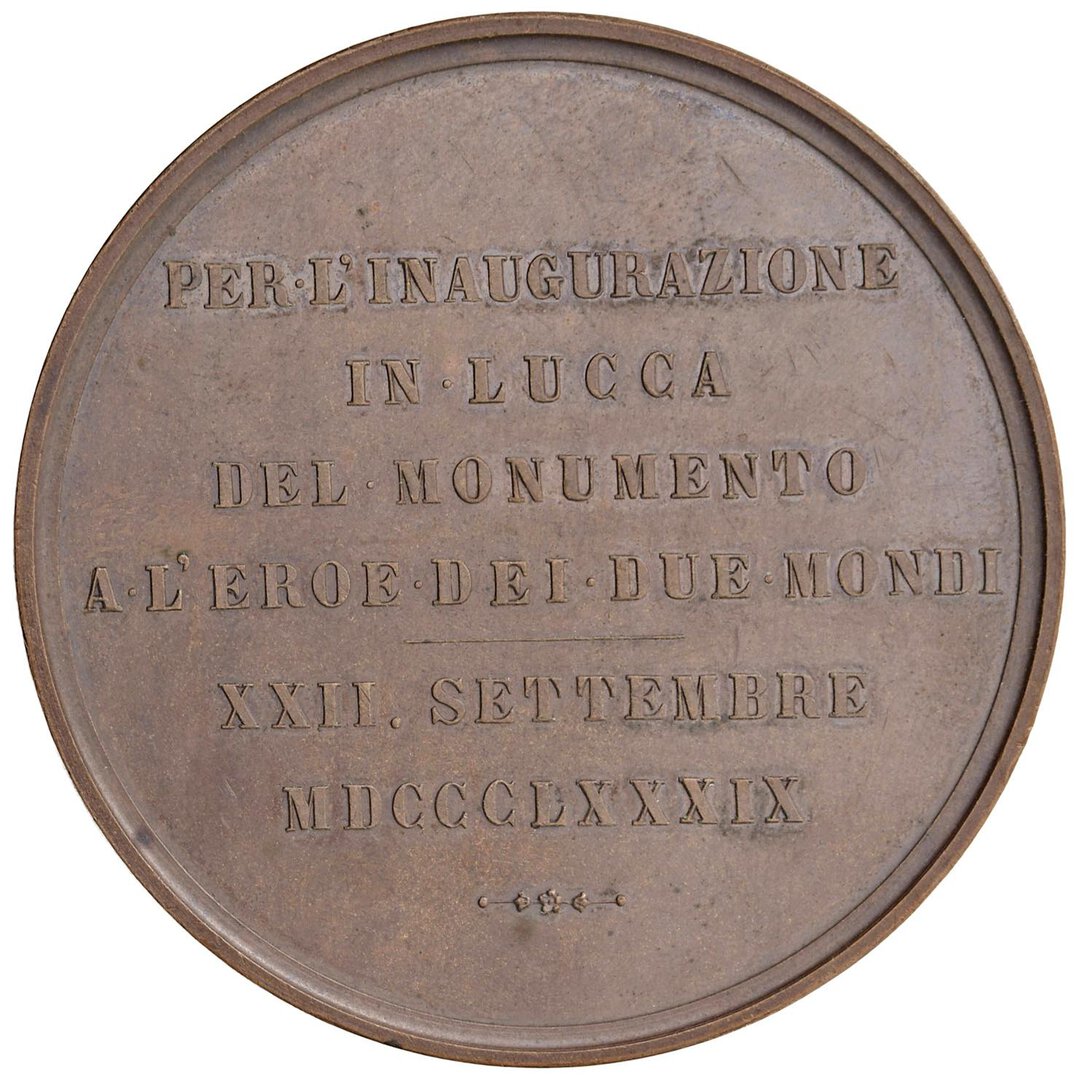 PER·L'INAUGURAZIONE
IN·LUCCA
DEL·MONUMENTO
A·L'EROE·DEI·DUE·MONDI
XXII. SETTEMBRE
MDCCCLXXXIX